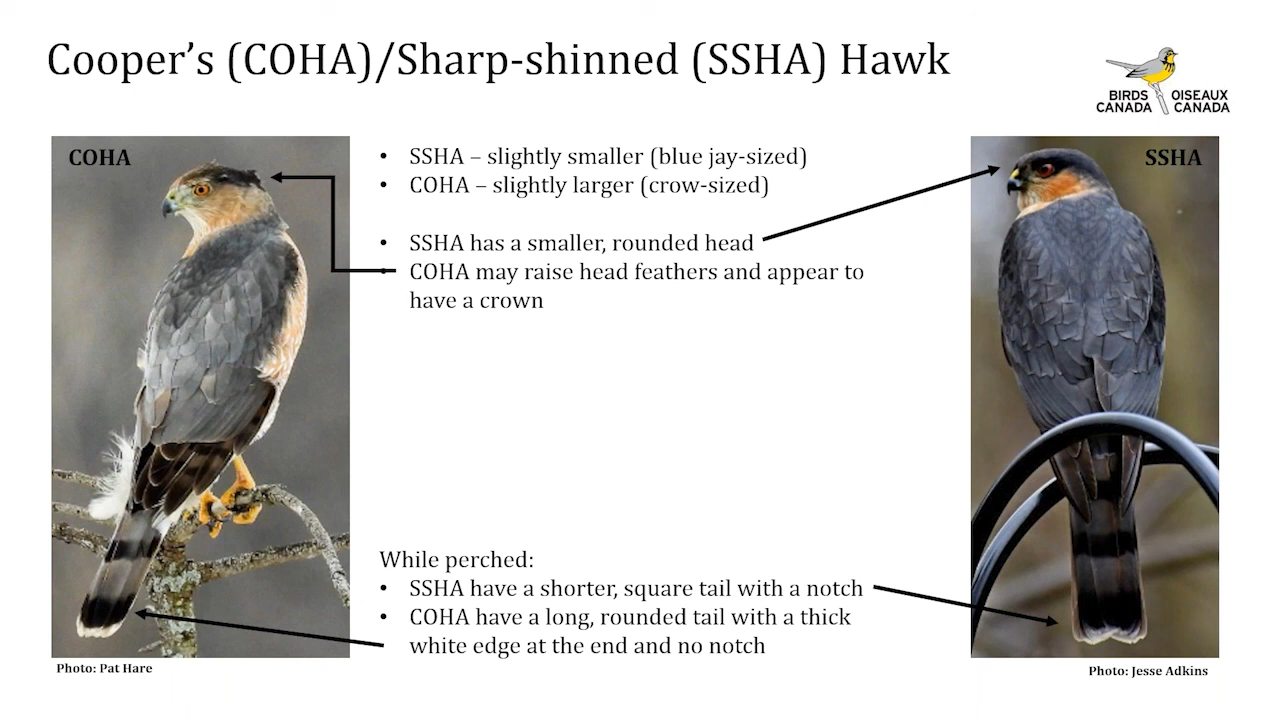 Cooper’s (COHA)/Sharp-shinned (SSHA) Hawk
BIRDS OISEAUX
CANADA CANADA
COHA
• SSHA – slightly smaller (blue jay-sized)
• COHA – slightly larger (crow-sized)
• SSHA has a smaller, rounded head
• COHA may raise head feathers and appear to
have a crown
SSHA
While perched:
• SSHA have a shorter, square tail with a notch
• COHA have a long, rounded tail with a thick
white edge at the end and no notch
Photo: Pat Hare
Photo: Jesse Adkins